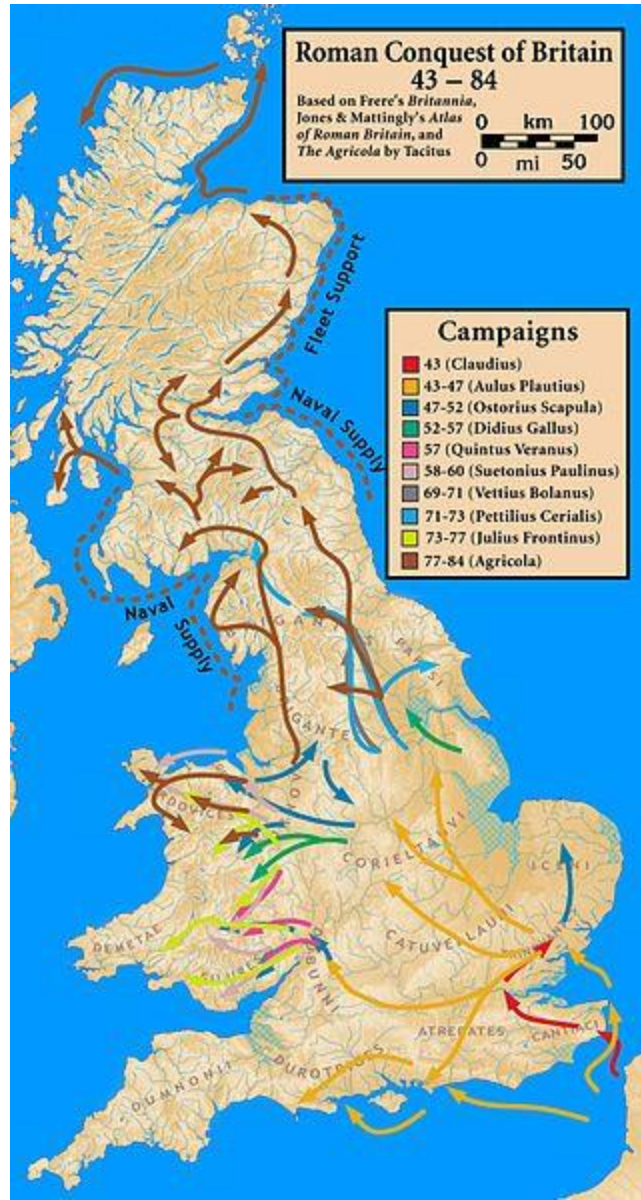 Roman Conquest of Britain
43 – 84
Based on Frere's Britannia,
Jones & Mattingly's Atlas
of Roman Britain, and
The Agricola by Tacitus
0 km 100
0 mi 50
Fleet Support
Naval Supply
Campaigns
43 (Claudius)
43-47 (Aulus Plautius)
47-52 (Ostorius Scapula)
52-57 (Didius Gallus)
57 (Quintus Veranus)
58-60 (Suetonius Paulinus)
69-71 (Vettius Bolanus)
71-73 (Pettilius Cerialis)
73-77 (Julius Frontinus)
77-84 (Agricola)
Naval
Supply
PARISI
CORIELTANVI
ICENI
DEMETAE
CATUVELLAUNI
SILURES
ATREBATES
CANTIACI
DUROTRIGES
DUMNONII